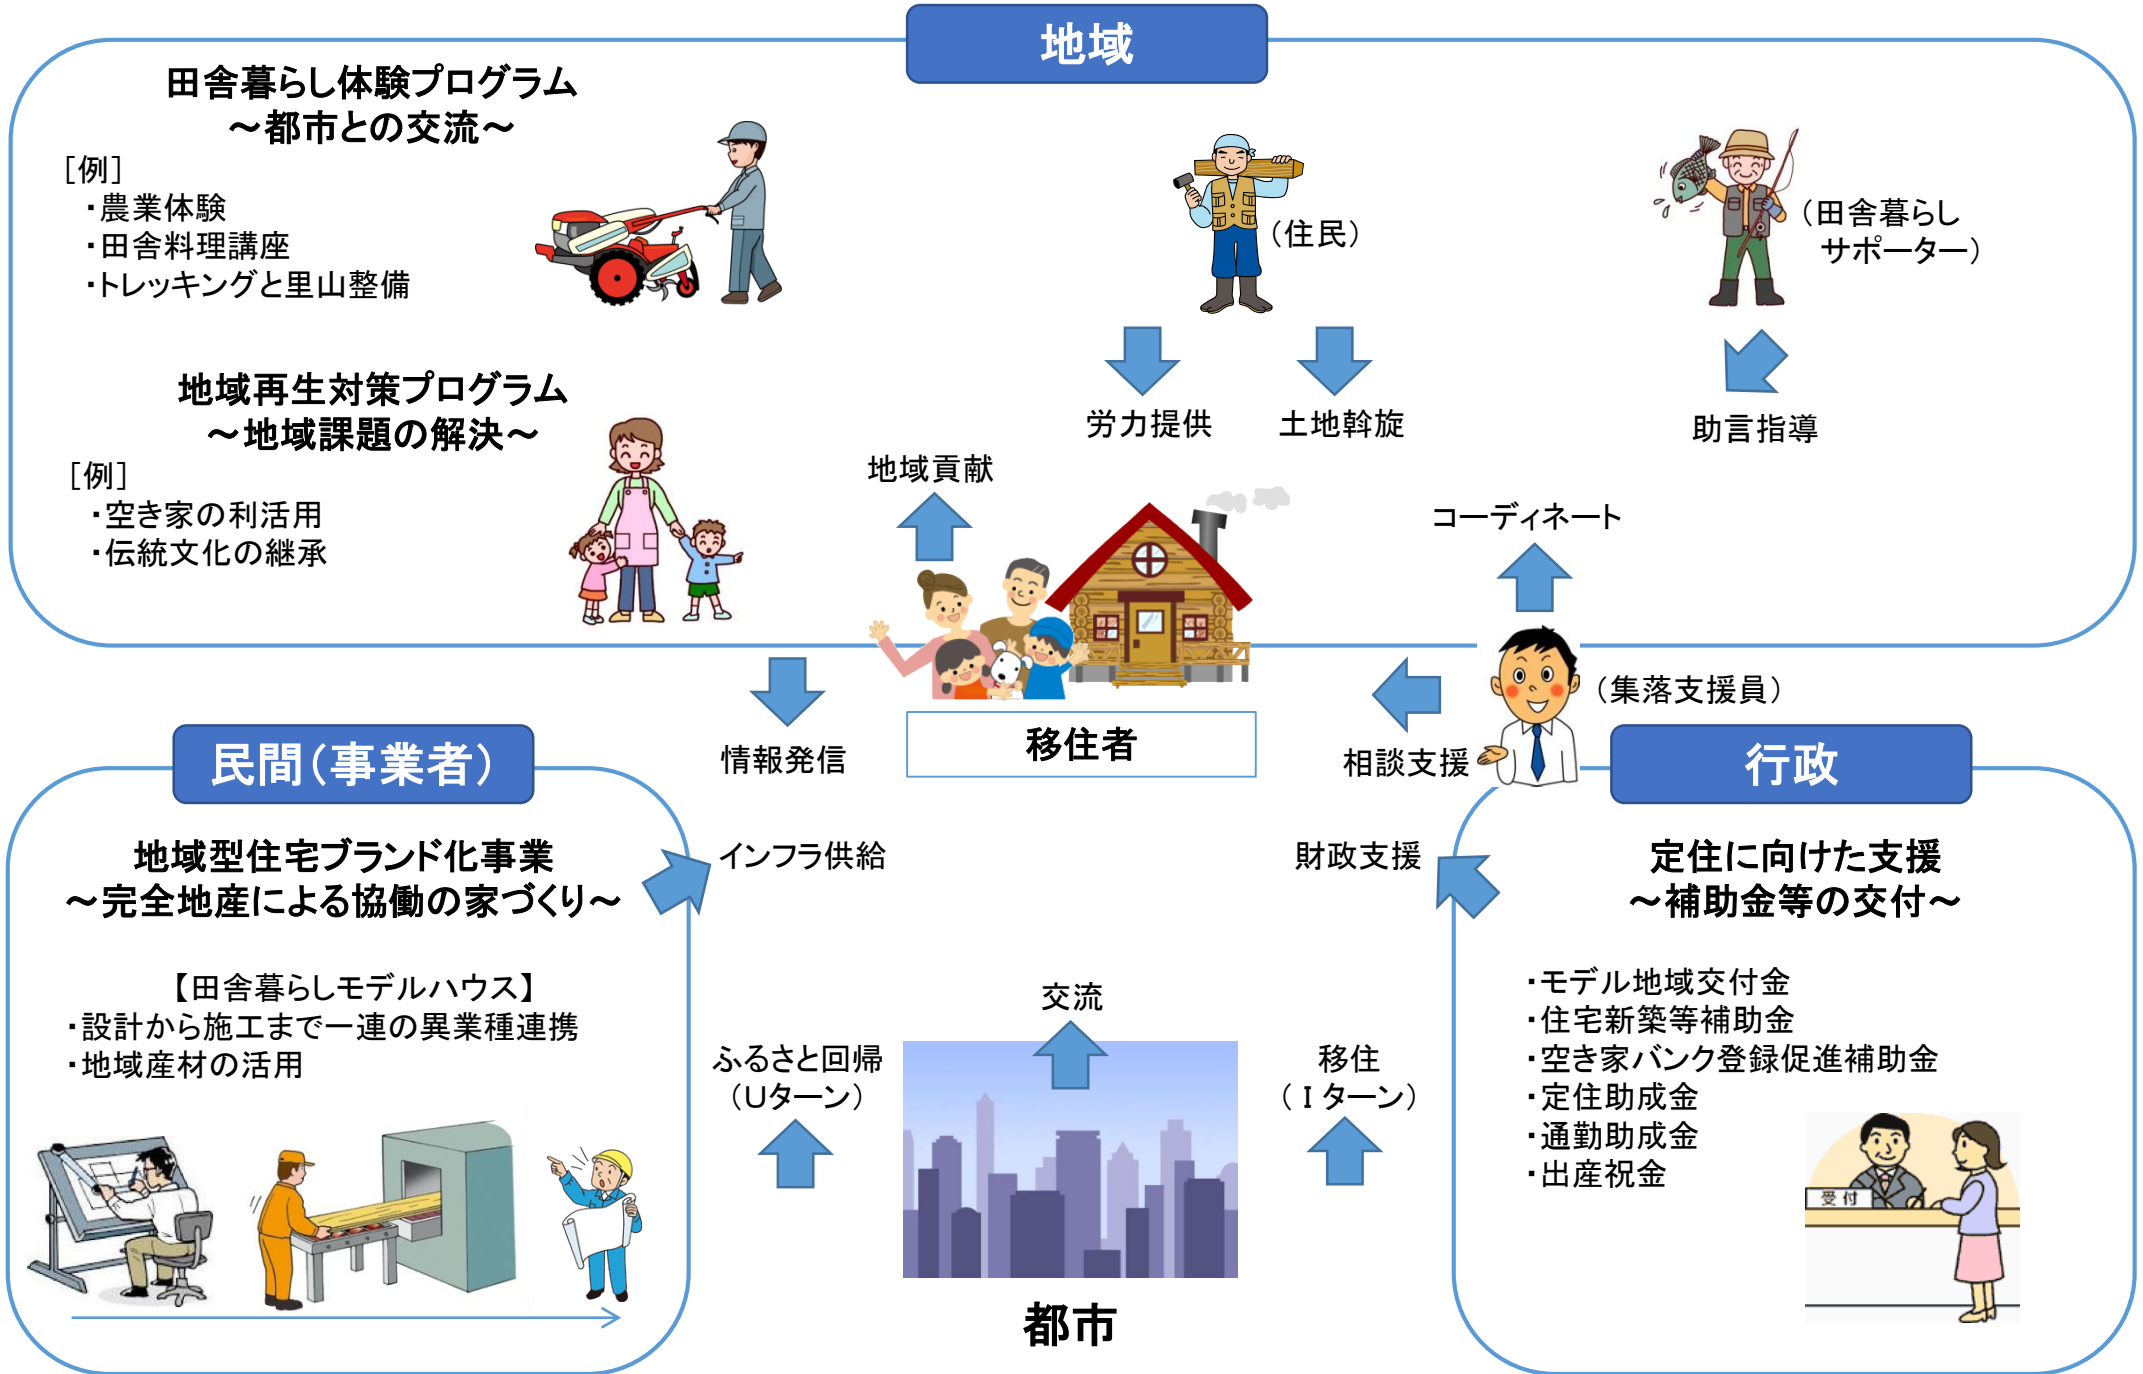 地域
田舎暮らし体験プログラム
～都市との交流～
［例］
・農業体験
・田舎料理講座
・トレッキングと里山整備
（住民）
（田舎暮らし
サポーター）
地域再生対策プログラム
～地域課題の解決～
［例］
・空き家の利活用
・伝統文化の継承
労力提供
土地斡旋
助言指導
地域貢献
コーディネート
（集落支援員）
情報発信
移住者
相談支援
民間（事業者）
地域型住宅ブランド化事業
～完全地産による協働の家づくり～
【田舎暮らしモデルハウス】
・設計から施工まで一連の異業種連携
・地域産材の活用
インフラ供給
財政支援
行政
定住に向けた支援
～補助金等の交付～
・モデル地域交付金
・住宅新築等補助金
・空き家バンク登録促進補助金
・定住助成金
・通勤助成金
・出産祝金
受付
交流
ふるさと回帰
（Uターン）
移住
（Ｉターン）
都市